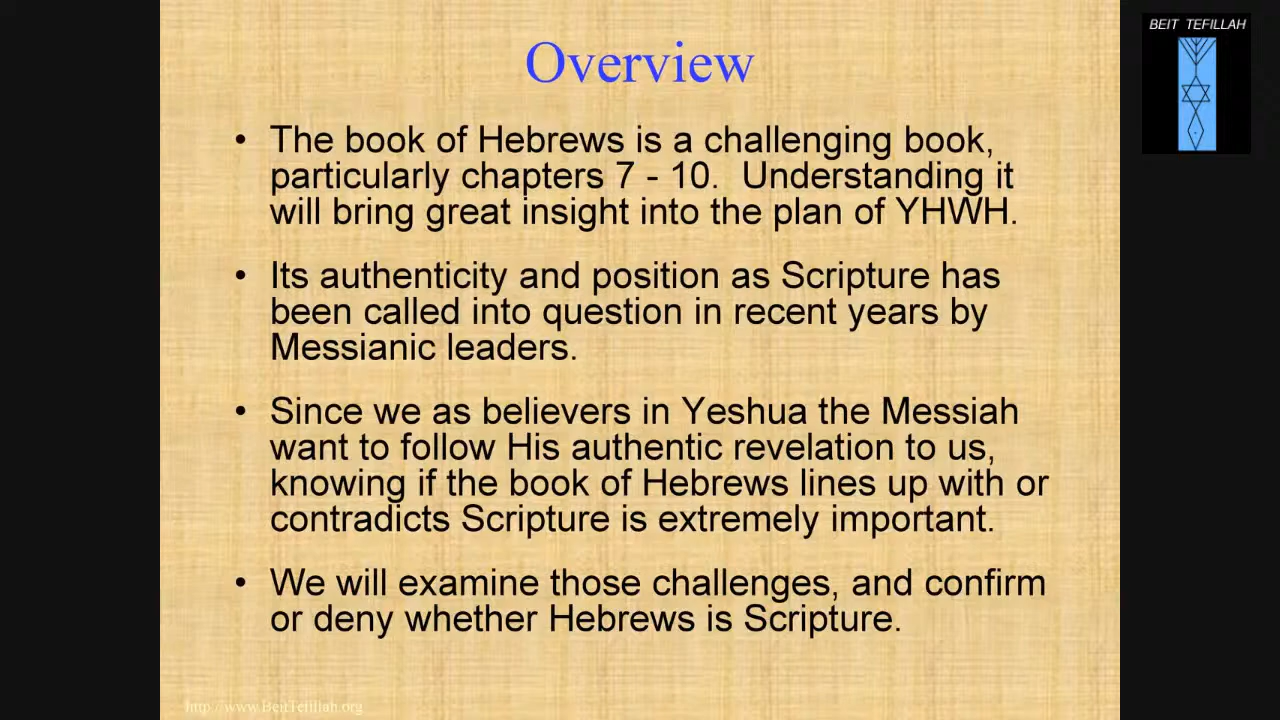 BEIT TEFILLAH
Overview
• The book of Hebrews is a challenging book,
particularly chapters 7 - 10.  Understanding it
will bring great insight into the plan of YHWH.
• Its authenticity and position as Scripture has
been called into question in recent years by
Messianic leaders.
• Since we as believers in Yeshua the Messiah
want to follow His authentic revelation to us,
knowing if the book of Hebrews lines up with or
contradicts Scripture is extremely important.
• We will examine those challenges, and confirm
or deny whether Hebrews is Scripture.
http://www.BeitTefillah.org